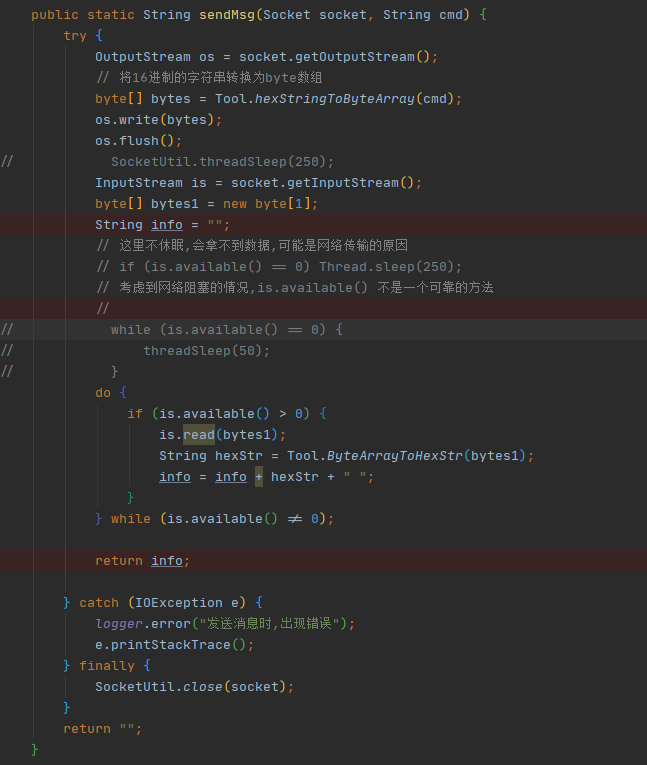 public static String sendMsg(Socket socket, String cmd) {
try {
OutputStream os = socket.getOutputStream();
// 将16进制的字符串转换为byte数组
byte[] bytes = Tool.hexStringToByteArray(cmd);
os.write(bytes);
os.flush();
// SocketUtil.threadSleep(250);
InputStream is = socket.getInputStream();
byte[] bytes1 = new byte[1];
String info = "";
// 这里不休眠,会拿不到数据,可能是网络传输的原因
// if (is.available() == 0) Thread.sleep(250);
// 考虑到网络阻塞的情况,is.available() 不是一个可靠的方法
//
// while (is.available() == 0) {
// threadSleep(50);
// }
do {
if (is.available() > 0) {
is.read(bytes1);
String hexStr = Tool.ByteArrayToHexStr(bytes1);
info = info + hexStr + " ";
}
} while (is.available() ≠ 0);
return info;
} catch (IOException e) {
logger.error("发送消息时,出现错误");
e.printStackTrace();
} finally {
SocketUtil.close(socket);
}
return "";
}